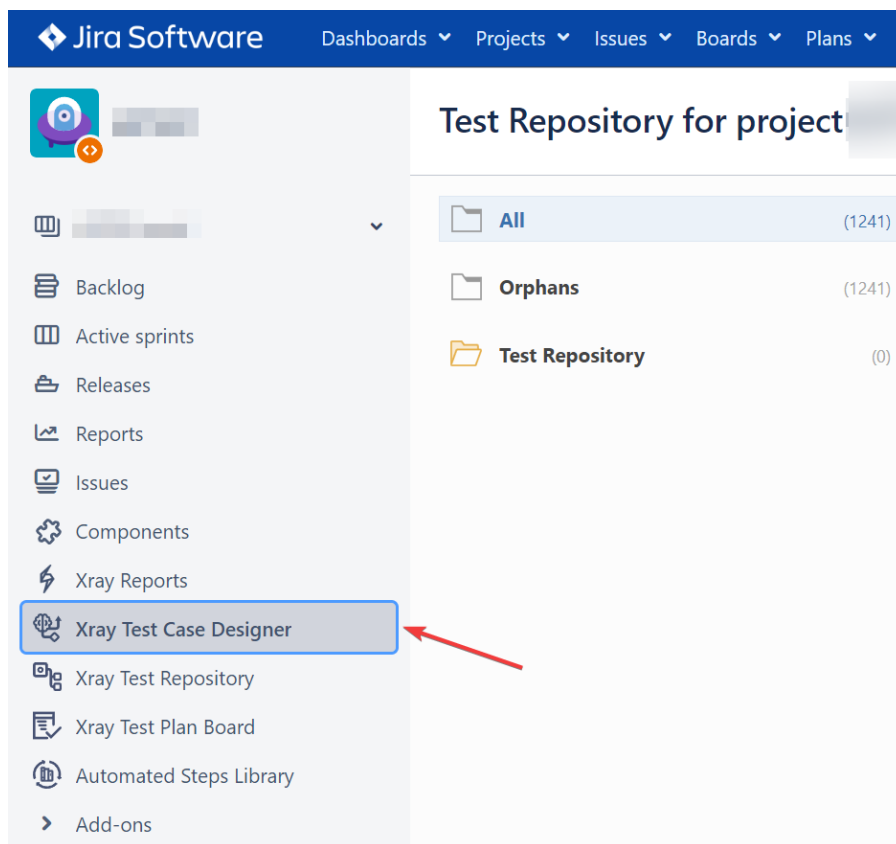 Jira Software Dashboards Projects Issues Boards Plans
Test Repository for project
All (1241)
Orphans (1241)
Test Repository (0)
Backlog
Active sprints
Releases
Reports
Issues
Components
Xray Reports
Xray Test Case Designer
Xray Test Repository
Xray Test Plan Board
Automated Steps Library
Add-ons